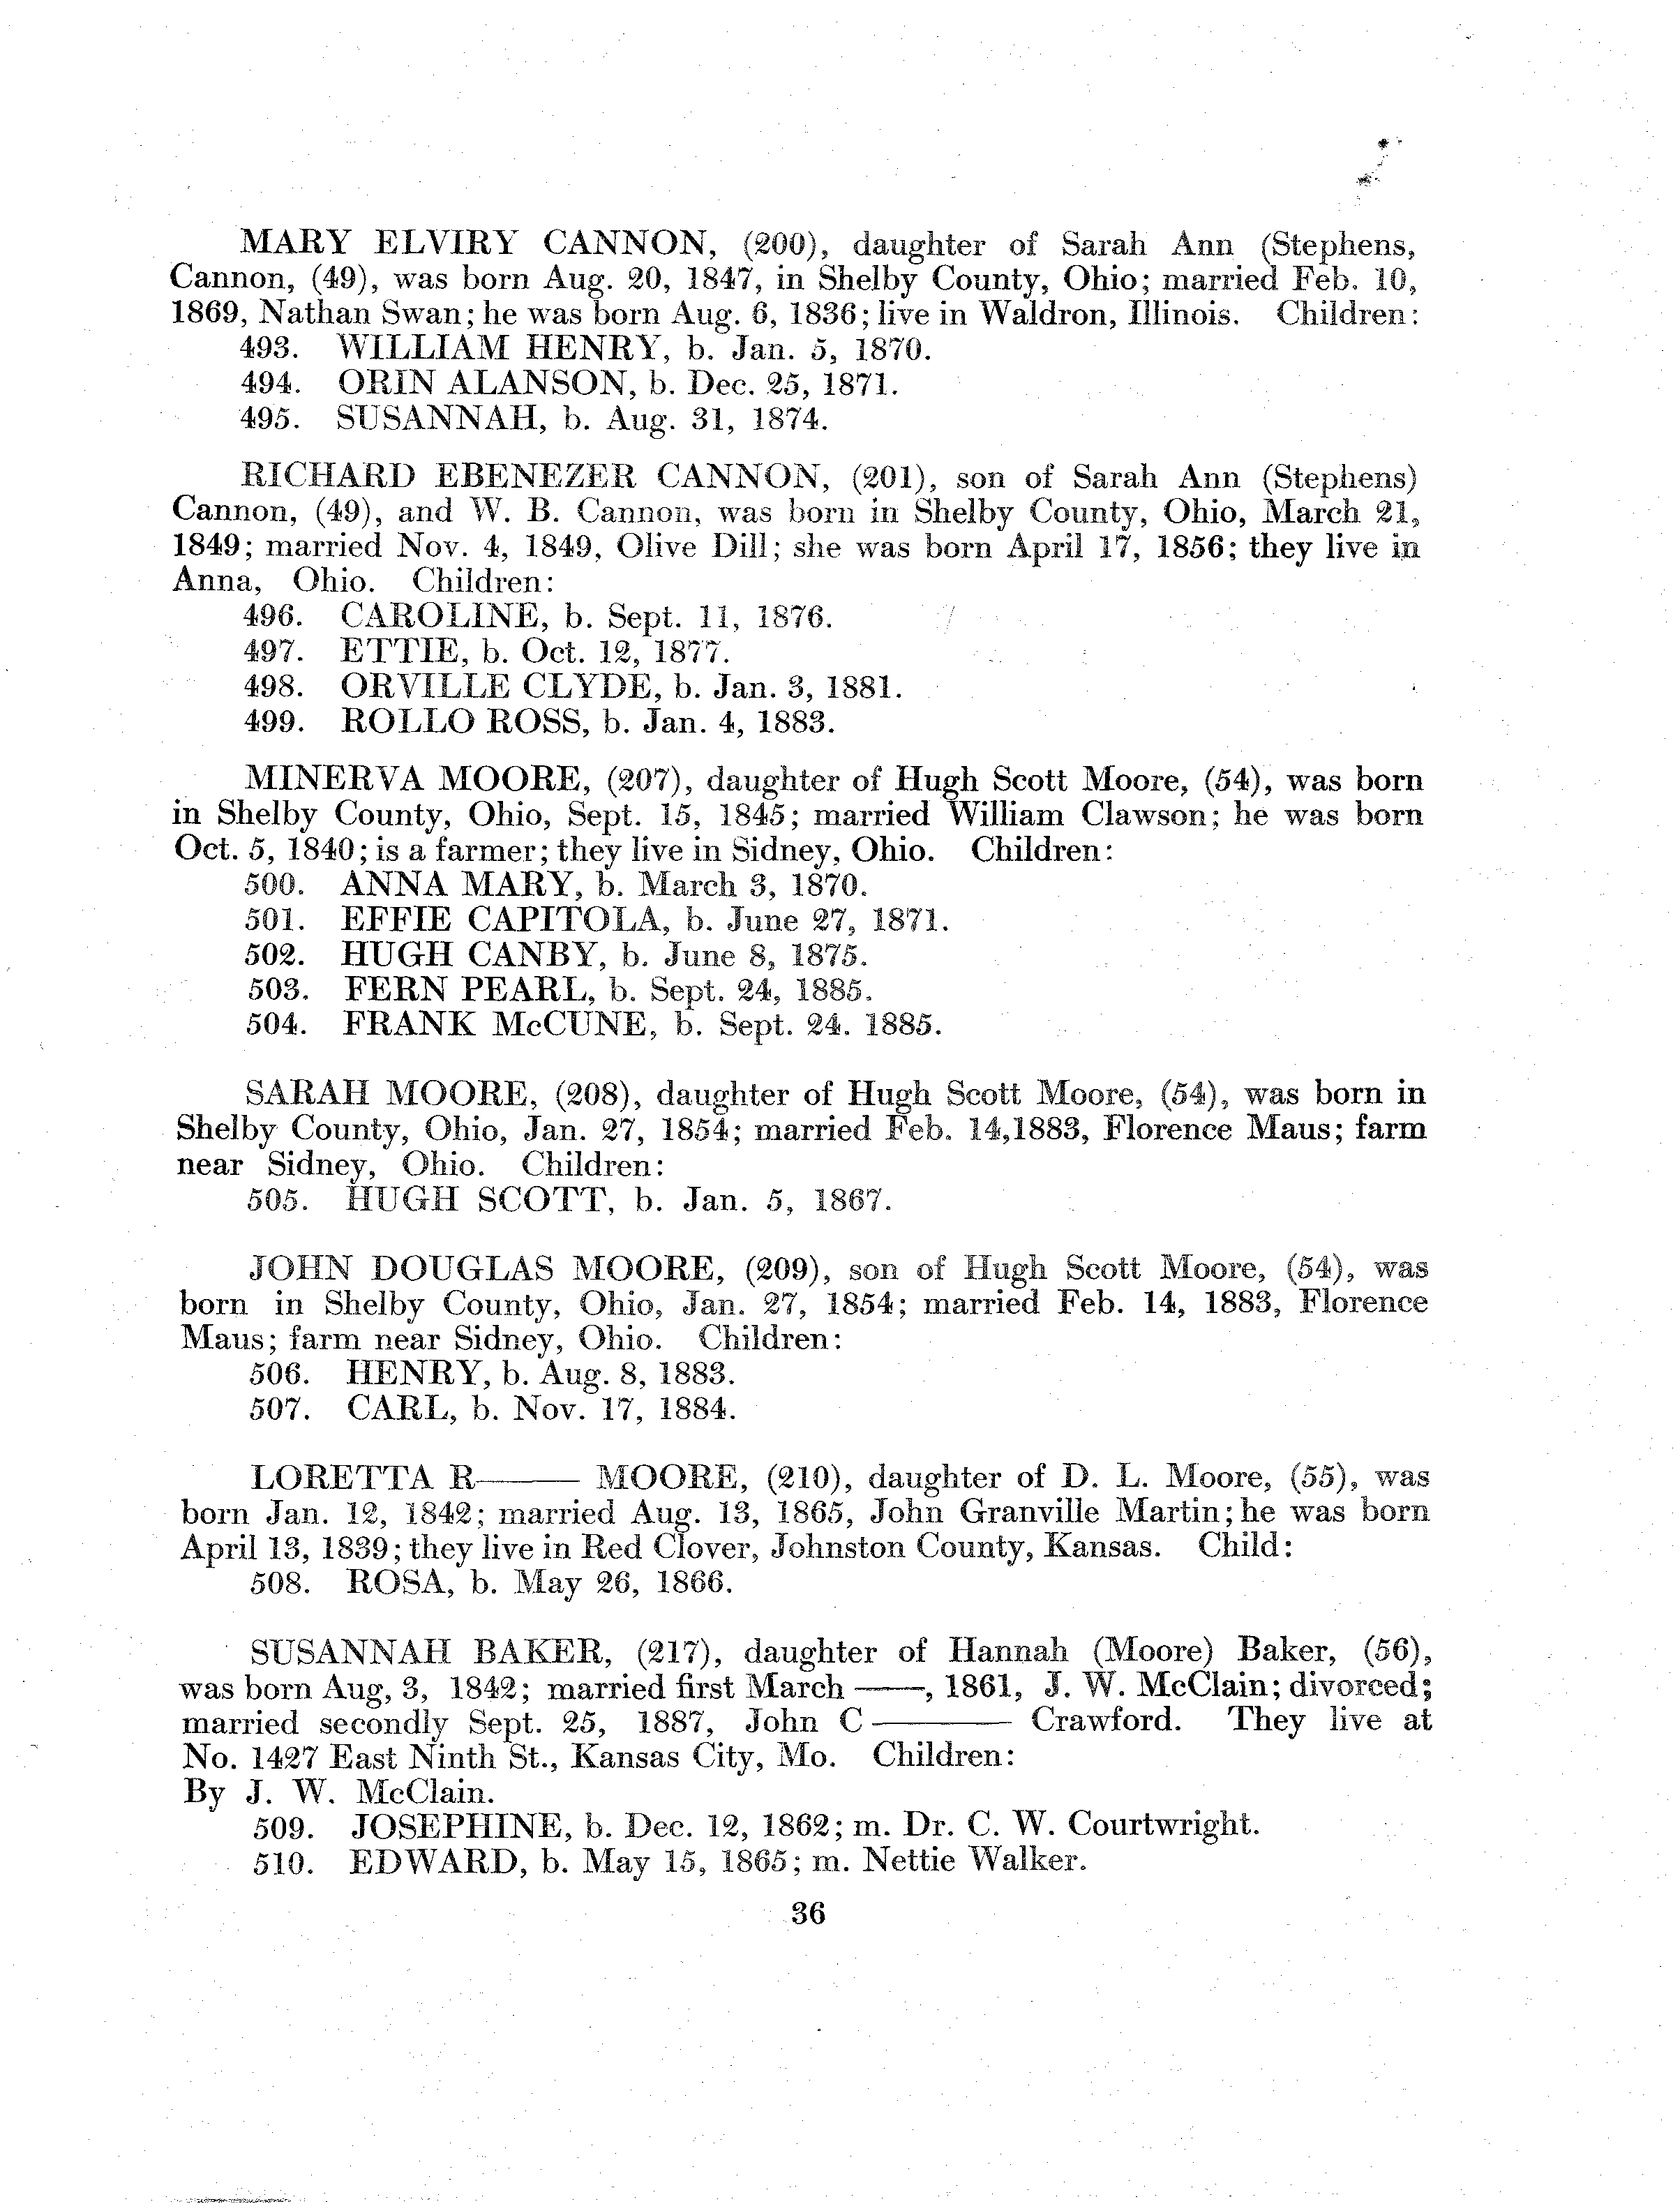 MARY ELVIRY CANNON, (200), daughter of Sarah Ann (Stephens,
Cannon, (49), was born Aug. 20, 1847, in Shelby County, Ohio; married Feb. 10,
1869, Nathan Swan; he was born Aug. 6, 1836; live in Waldron, Illinois. Children:
493. WILLIAM HENRY, b. Jan. 5, 1870.
494. ORIN ALANSON, b. Dec. 25, 1871.
495. SUSANNAH, b. Aug. 31, 1874.
RICHARD EBENEZER CANNON, (201), son of Sarah Ann (Stephens)
Cannon, (49), and W. B. Cannon, was born in Shelby County, Ohio, March 21,
1849; married Nov. 4, 1849, Olive Dill; she was born April 17, 1856; they live in
Anna, Ohio. Children:
496. CAROLINE, b. Sept. 11, 1876.
497. ETTIE, b. Oct. 12, 1877.
498. ORVILLE CLYDE, b. Jan. 3, 1881.
499. ROLLO ROSS, b. Jan. 4, 1883.
MINERVA MOORE, (207), daughter of Hugh Scott Moore, (54), was born
in Shelby County, Ohio, Sept. 15, 1845; married William Clawson; he was born
Oct. 5, 1840; is a farmer; they live in Sidney, Ohio. Children:
500. ANNA MARY, b. March 3, 1870.
501. EFFIE CAPITOLA, b. June 27, 1871.
502. HUGH CANBY, b. June 8, 1875.
503. FERN PEARL, b. Sept. 24, 1885.
504. FRANK McCUNE, b. Sept. 24. 1885.
SARAH MOORE, (208), daughter of Hugh Scott Moore, (54), was born in
Shelby County, Ohio, Jan. 27, 1854; married Feb. 14,1883, Florence Maus; farm
near Sidney, Ohio. Children:
505. HUGH SCOTT, b. Jan. 5, 1867.
JOHN DOUGLAS MOORE, (209), son of Hugh Scott Moore, (54), was
born in Shelby County, Ohio, Jan. 27, 1854; married Feb. 14, 1883, Florence
Maus; farm near Sidney, Ohio. Children:
506. HENRY, b. Aug. 8, 1883.
507. CARL, b. Nov. 17, 1884.
LORETTA R——— MOORE, (210), daughter of D. L. Moore, (55), was
born Jan. 12, 1842; married Aug. 13, 1865, John Granville Martin; he was born
April 13, 1839; they live in Red Clover, Johnston County, Kansas. Child:
508. ROSA, b. May 26, 1866.
SUSANNAH BAKER, (217), daughter of Hannah (Moore) Baker, (56),
was born Aug, 3, 1842; married first March ——, 1861, J. W. McClain; divorced;
married secondly Sept. 25, 1887, John C ———— Crawford. They live at
No. 1427 East Ninth St., Kansas City, Mo. Children:
By J. W. McClain.
509. JOSEPHINE, b. Dec. 12, 1862; m. Dr. C. W. Courtwright.
510. EDWARD, b. May 15, 1865; m. Nettie Walker.
36